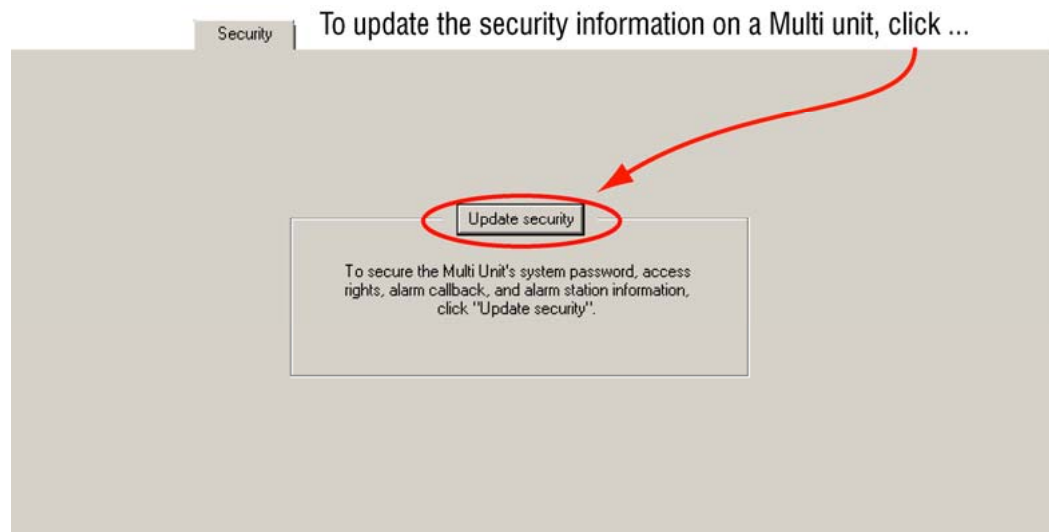 Security
To update the security information on a Multi unit, click ...
Update security
To secure the Multi Unit's system password, access
rights, alarm callback, and alarm station information,
click "Update security".